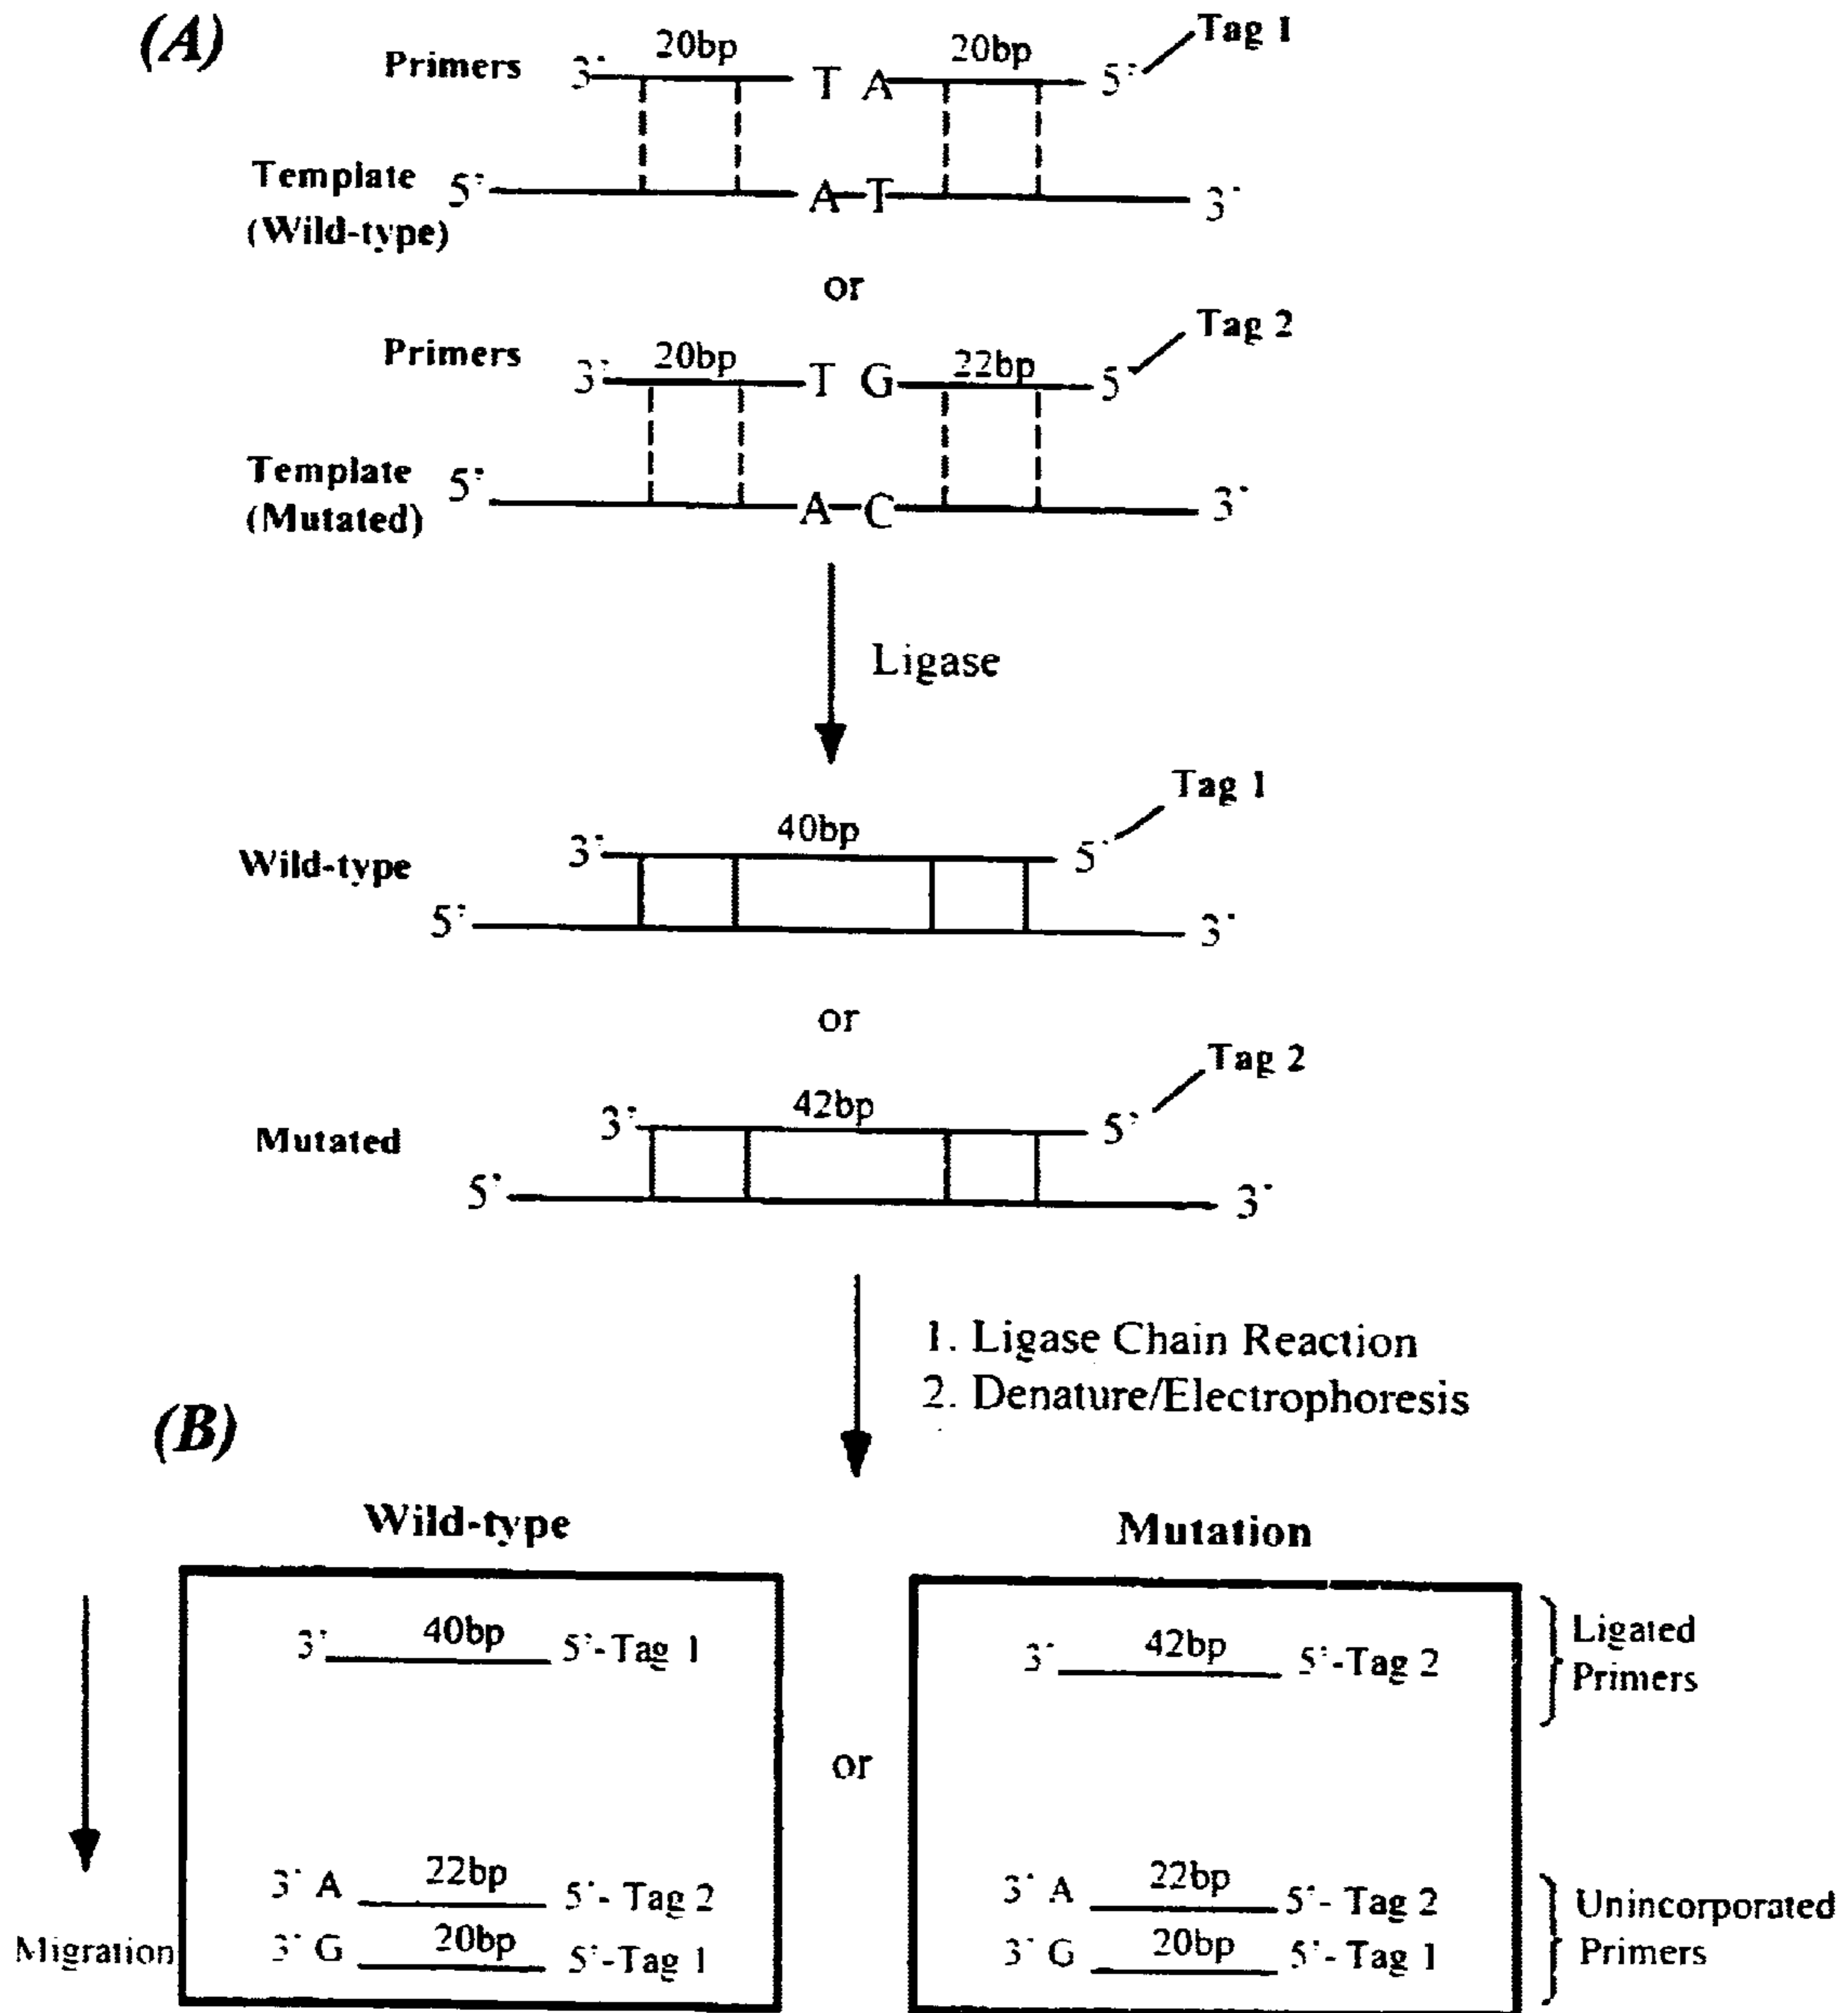 (A)
Primers 3' 20bp T A 20bp 5' Tag 1
Template
(Wild-type)
5' A T 3'
or
Primers 3' 20bp T G 22bp 5' Tag 2
Template
(Mutated)
5' A C 3'
Ligase
Wild-type 3' 40bp 5' Tag 1
5' 3'
or
Mutated 3' 42bp 5' Tag 2
5' 3'
1. Ligase Chain Reaction
2. Denature/Electrophoresis
(B)
Wild-type
Mutation
3' 40bp 5'-Tag 1
3' 42bp 5'-Tag 2
Ligated
Primers
or
3' A 22bp 5'- Tag 2
3' G 20bp 5'-Tag 1
3' A 22bp 5'- Tag 2
3' G 20bp 5'-Tag 1
Unincorporated
Primers
Migration